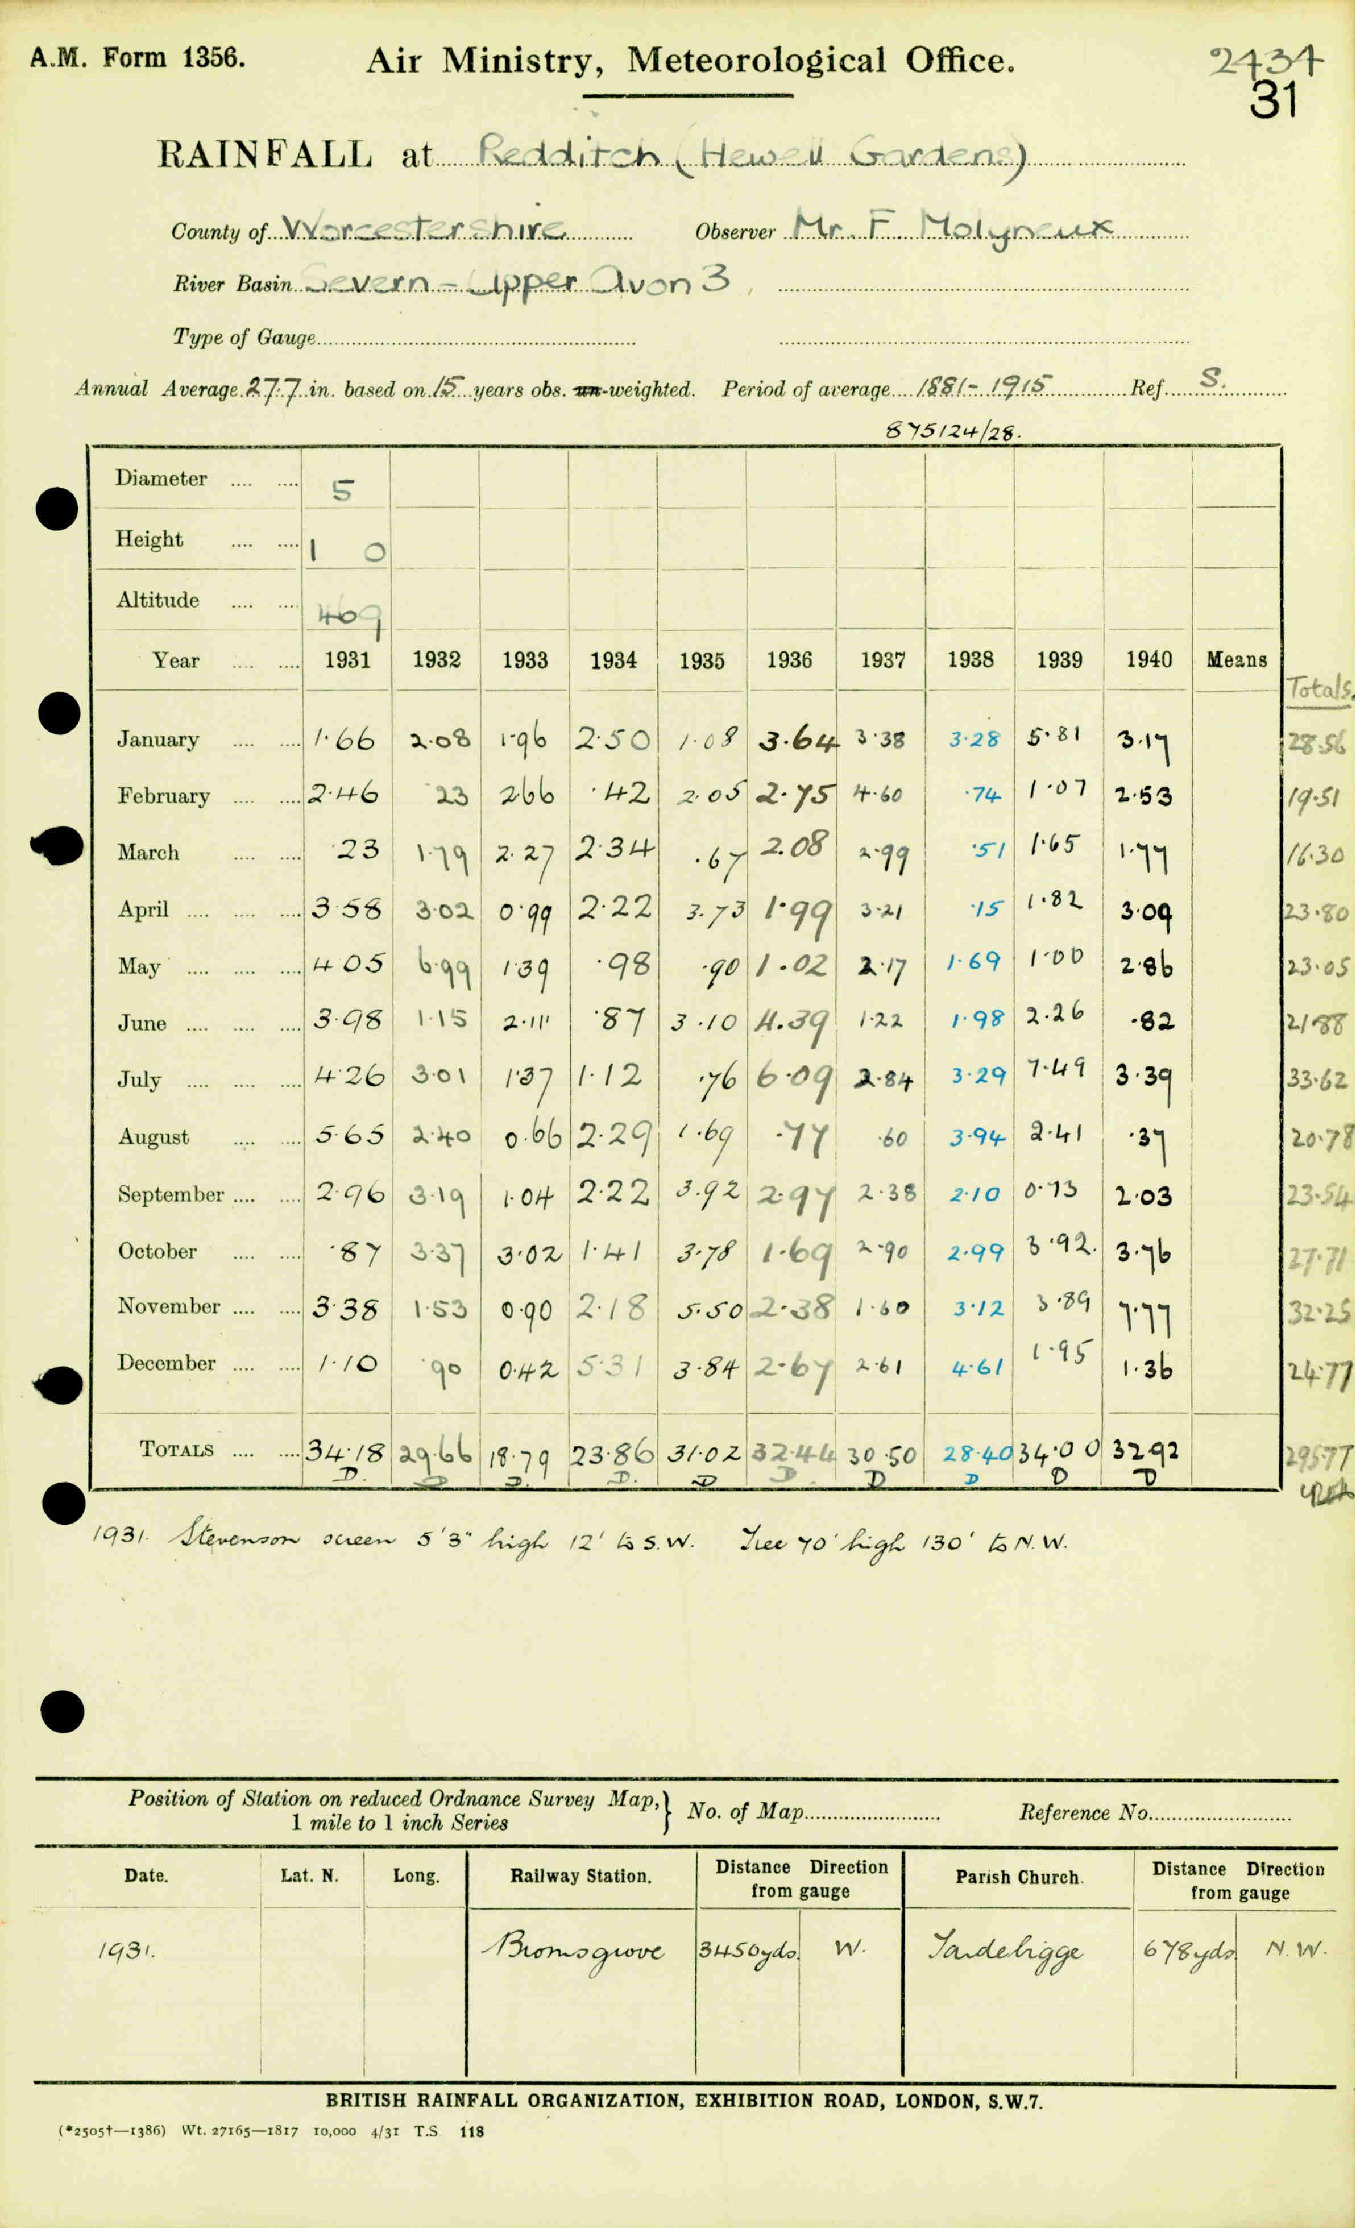 A.M. Form 1356.
Air Ministry, Meteorological Office.
2434
31
RAINFALL at Redditch (Hewell Gardens)
County of Worcestershire Observer Mr. F. Molyneux
River Basin Severn - Upper Avon 3
Type of Gauge
Annual Average 27.7 in. based on 15 years obs. un-weighted. Period of average 1881-1915 Ref. S.
875124/28.
Diameter 5
Height 1 0
Altitude 469
Year 1931 1932 1933 1934 1935 1936 1937 1938 1939 1940 Means
Totals.
January 1.66 2.08 1.96 2.50 1.08 3.64 3.38 3.28 5.81 3.17 28.56
February 2.46 .23 2.66 .42 2.05 2.75 4.60 .74 1.07 2.53 19.51
March .23 1.79 2.27 2.34 .67 2.08 2.99 .51 1.65 1.77 16.30
April 3.58 3.02 0.99 2.22 3.73 1.99 3.21 .15 1.82 3.09 23.80
May 4.05 6.99 1.39 .98 .90 1.02 2.17 1.69 1.00 2.86 23.05
June 3.98 1.15 2.11 .87 3.10 4.39 1.22 1.98 2.26 .82 21.88
July 4.26 3.01 1.37 1.12 .76 6.09 2.84 3.29 7.49 3.39 33.62
August 5.65 2.40 0.66 2.29 1.69 .77 .60 3.94 2.41 .37 20.78
September 2.96 3.19 1.04 2.22 3.92 2.97 2.38 2.10 0.73 2.03 23.54
October .87 3.37 3.02 1.41 3.78 1.69 2.90 2.99 3.92. 3.76 27.71
November 3.38 1.53 0.90 2.18 5.50 2.38 1.60 3.12 3.89 7.77 32.25
December 1.10 .90 0.42 5.31 3.84 2.67 2.61 4.61 1.95 1.36 24.77
TOTALS 34.18 29.66 18.79 23.86 31.02 32.44 30.50 28.40 34.00 32.92 295.77
D. D D. D. D D. D D D D
1931. Stevenson screen 5'3" high 12' to S.W. Tree 70' high 130' to N.W.
Position of Station on reduced Ordnance Survey Map, 1 mile to 1 inch Series } No. of Map Reference No.
Date. Lat. N. Long. Railway Station. Distance Direction from gauge Parish Church. Distance Direction from gauge
1931. Bromsgrove 3450yds. W. Tardebigge 678yds N.W.
BRITISH RAINFALL ORGANIZATION, EXHIBITION ROAD, LONDON, S.W.7.
(*2505†—1386) Wt. 27165—1817 10,000 4/31 T.S. 118